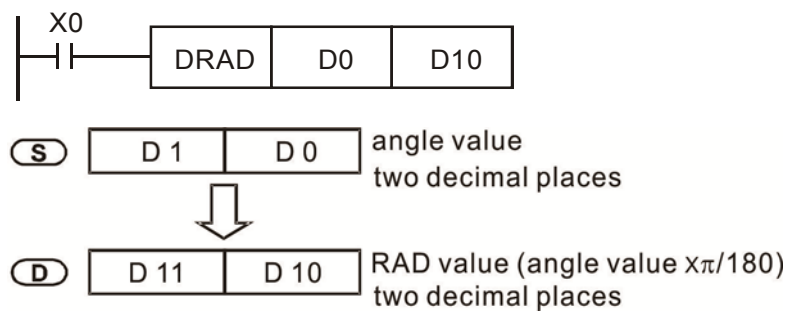 X0
DRAD D0 D10
S D 1 D 0 angle value
two decimal places
D D 11 D 10 RAD value (angle value xπ/180)
two decimal places